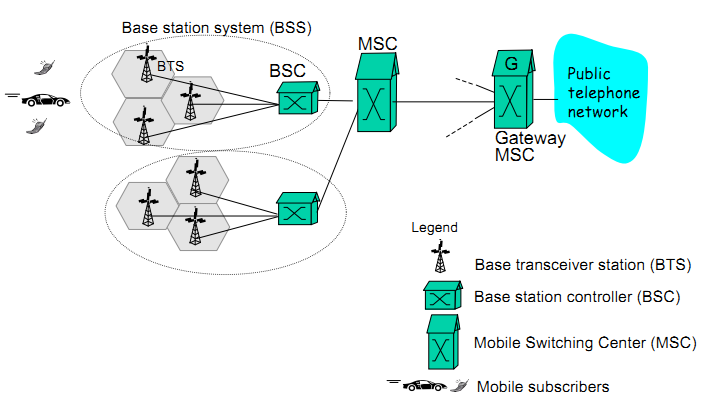 Base station system (BSS)
MSC
BTS
BSC
G
Public
telephone
network
Gateway
MSC
Legend
Base transceiver station (BTS)
Base station controller (BSC)
Mobile Switching Center (MSC)
Mobile subscribers